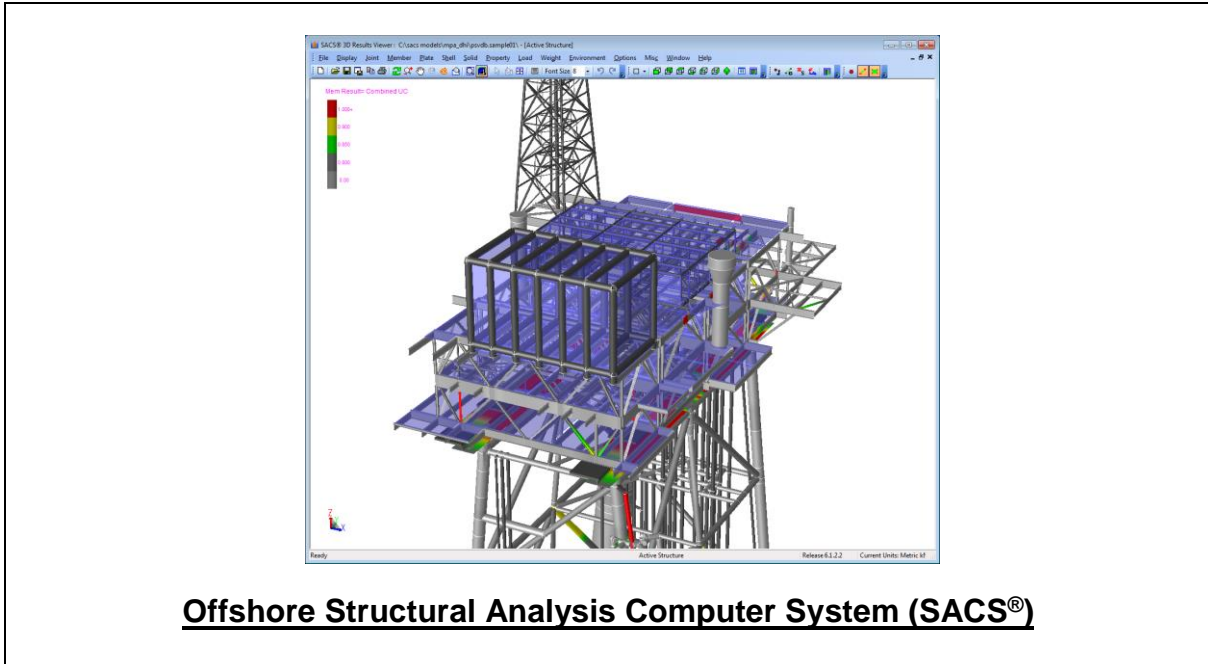 SACS® 3D Results Viewer: C:\sacs models\mpa_dhl\psvdb.sample01\ - [Active Structure]
File Display Joint Member Plate Shell Solid Property Load Weight Environment Options Misc Window Help
Font Size 8
Mem Result= Combined UC
Z
X
Ready Active Structure Release 6.1.2.2 Current Units: Metric kf
Offshore Structural Analysis Computer System (SACS®)